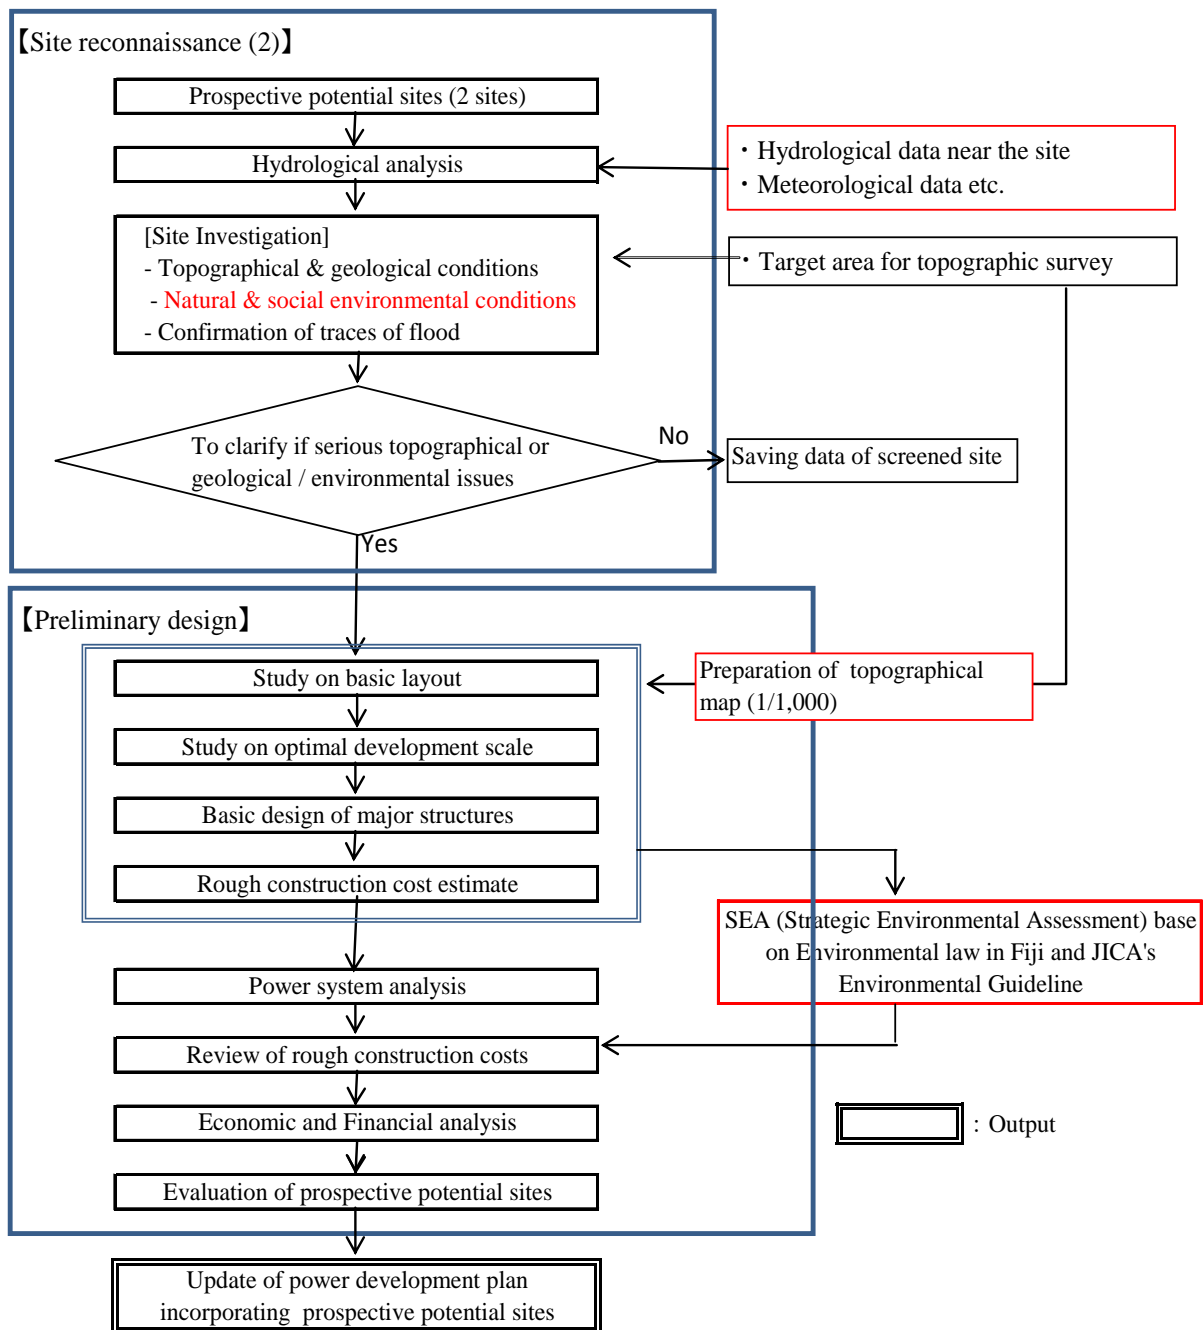 【Site reconnaissance (2)】
Prospective potential sites (2 sites)
Hydrological analysis
・Hydrological data near the site
・Meteorological data etc.
[Site Investigation]
- Topographical & geological conditions
- Natural & social environmental conditions
- Confirmation of traces of flood
・Target area for topographic survey
To clarify if serious topographical or
geological / environmental issues
No
Saving data of screened site
Yes
【Preliminary design】
Study on basic layout
Preparation of topographical
map (1/1,000)
Study on optimal development scale
Basic design of major structures
Rough construction cost estimate
SEA (Strategic Environmental Assessment) base
on Environmental law in Fiji and JICA's
Environmental Guideline
Power system analysis
Review of rough construction costs
Economic and Financial analysis
: Output
Evaluation of prospective potential sites
Update of power development plan
incorporating prospective potential sites